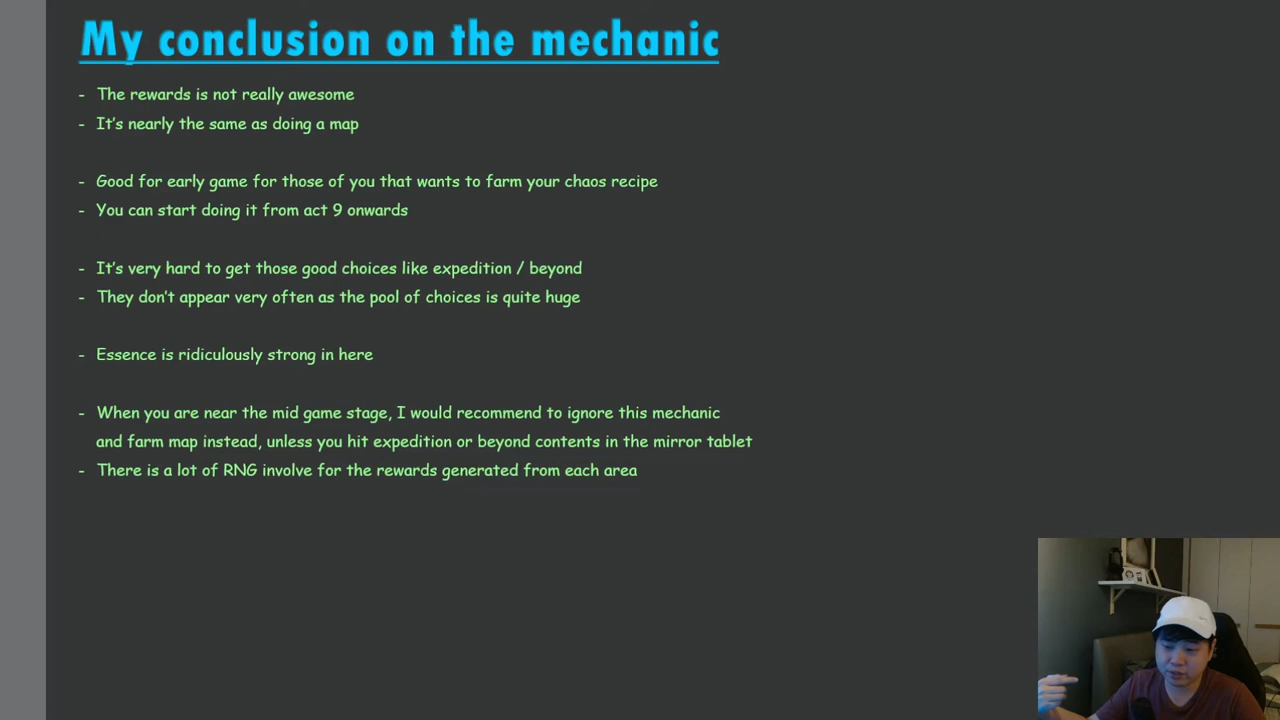 My conclusion on the mechanic
- The rewards is not really awesome
- It's nearly the same as doing a map
- Good for early game for those of you that wants to farm your chaos recipe
- You can start doing it from act 9 onwards
- It's very hard to get those good choices like expedition / beyond
- They don't appear very often as the pool of choices is quite huge
- Essence is ridiculously strong in here
- When you are near the mid game stage, I would recommend to ignore this mechanic
and farm map instead, unless you hit expedition or beyond contents in the mirror tablet
- There is a lot of RNG involve for the rewards generated from each area